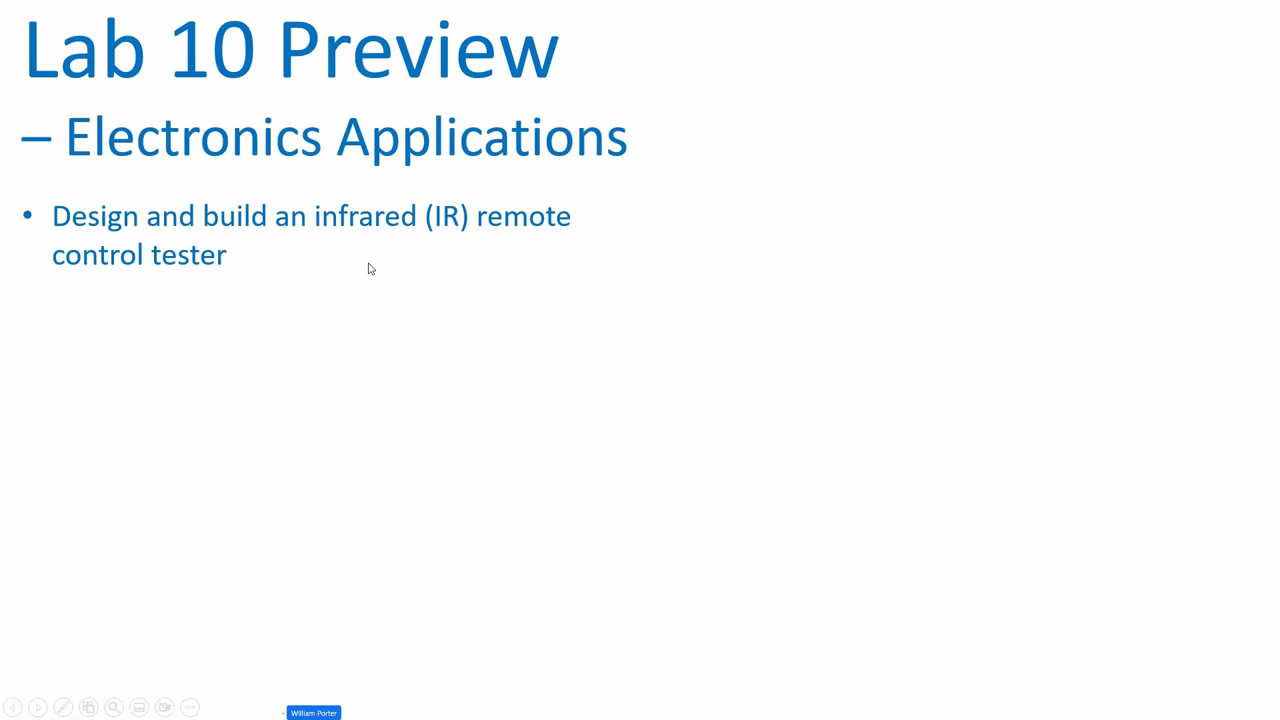 Lab 10 Preview
– Electronics Applications
• Design and build an infrared (IR) remote
control tester
William Porter